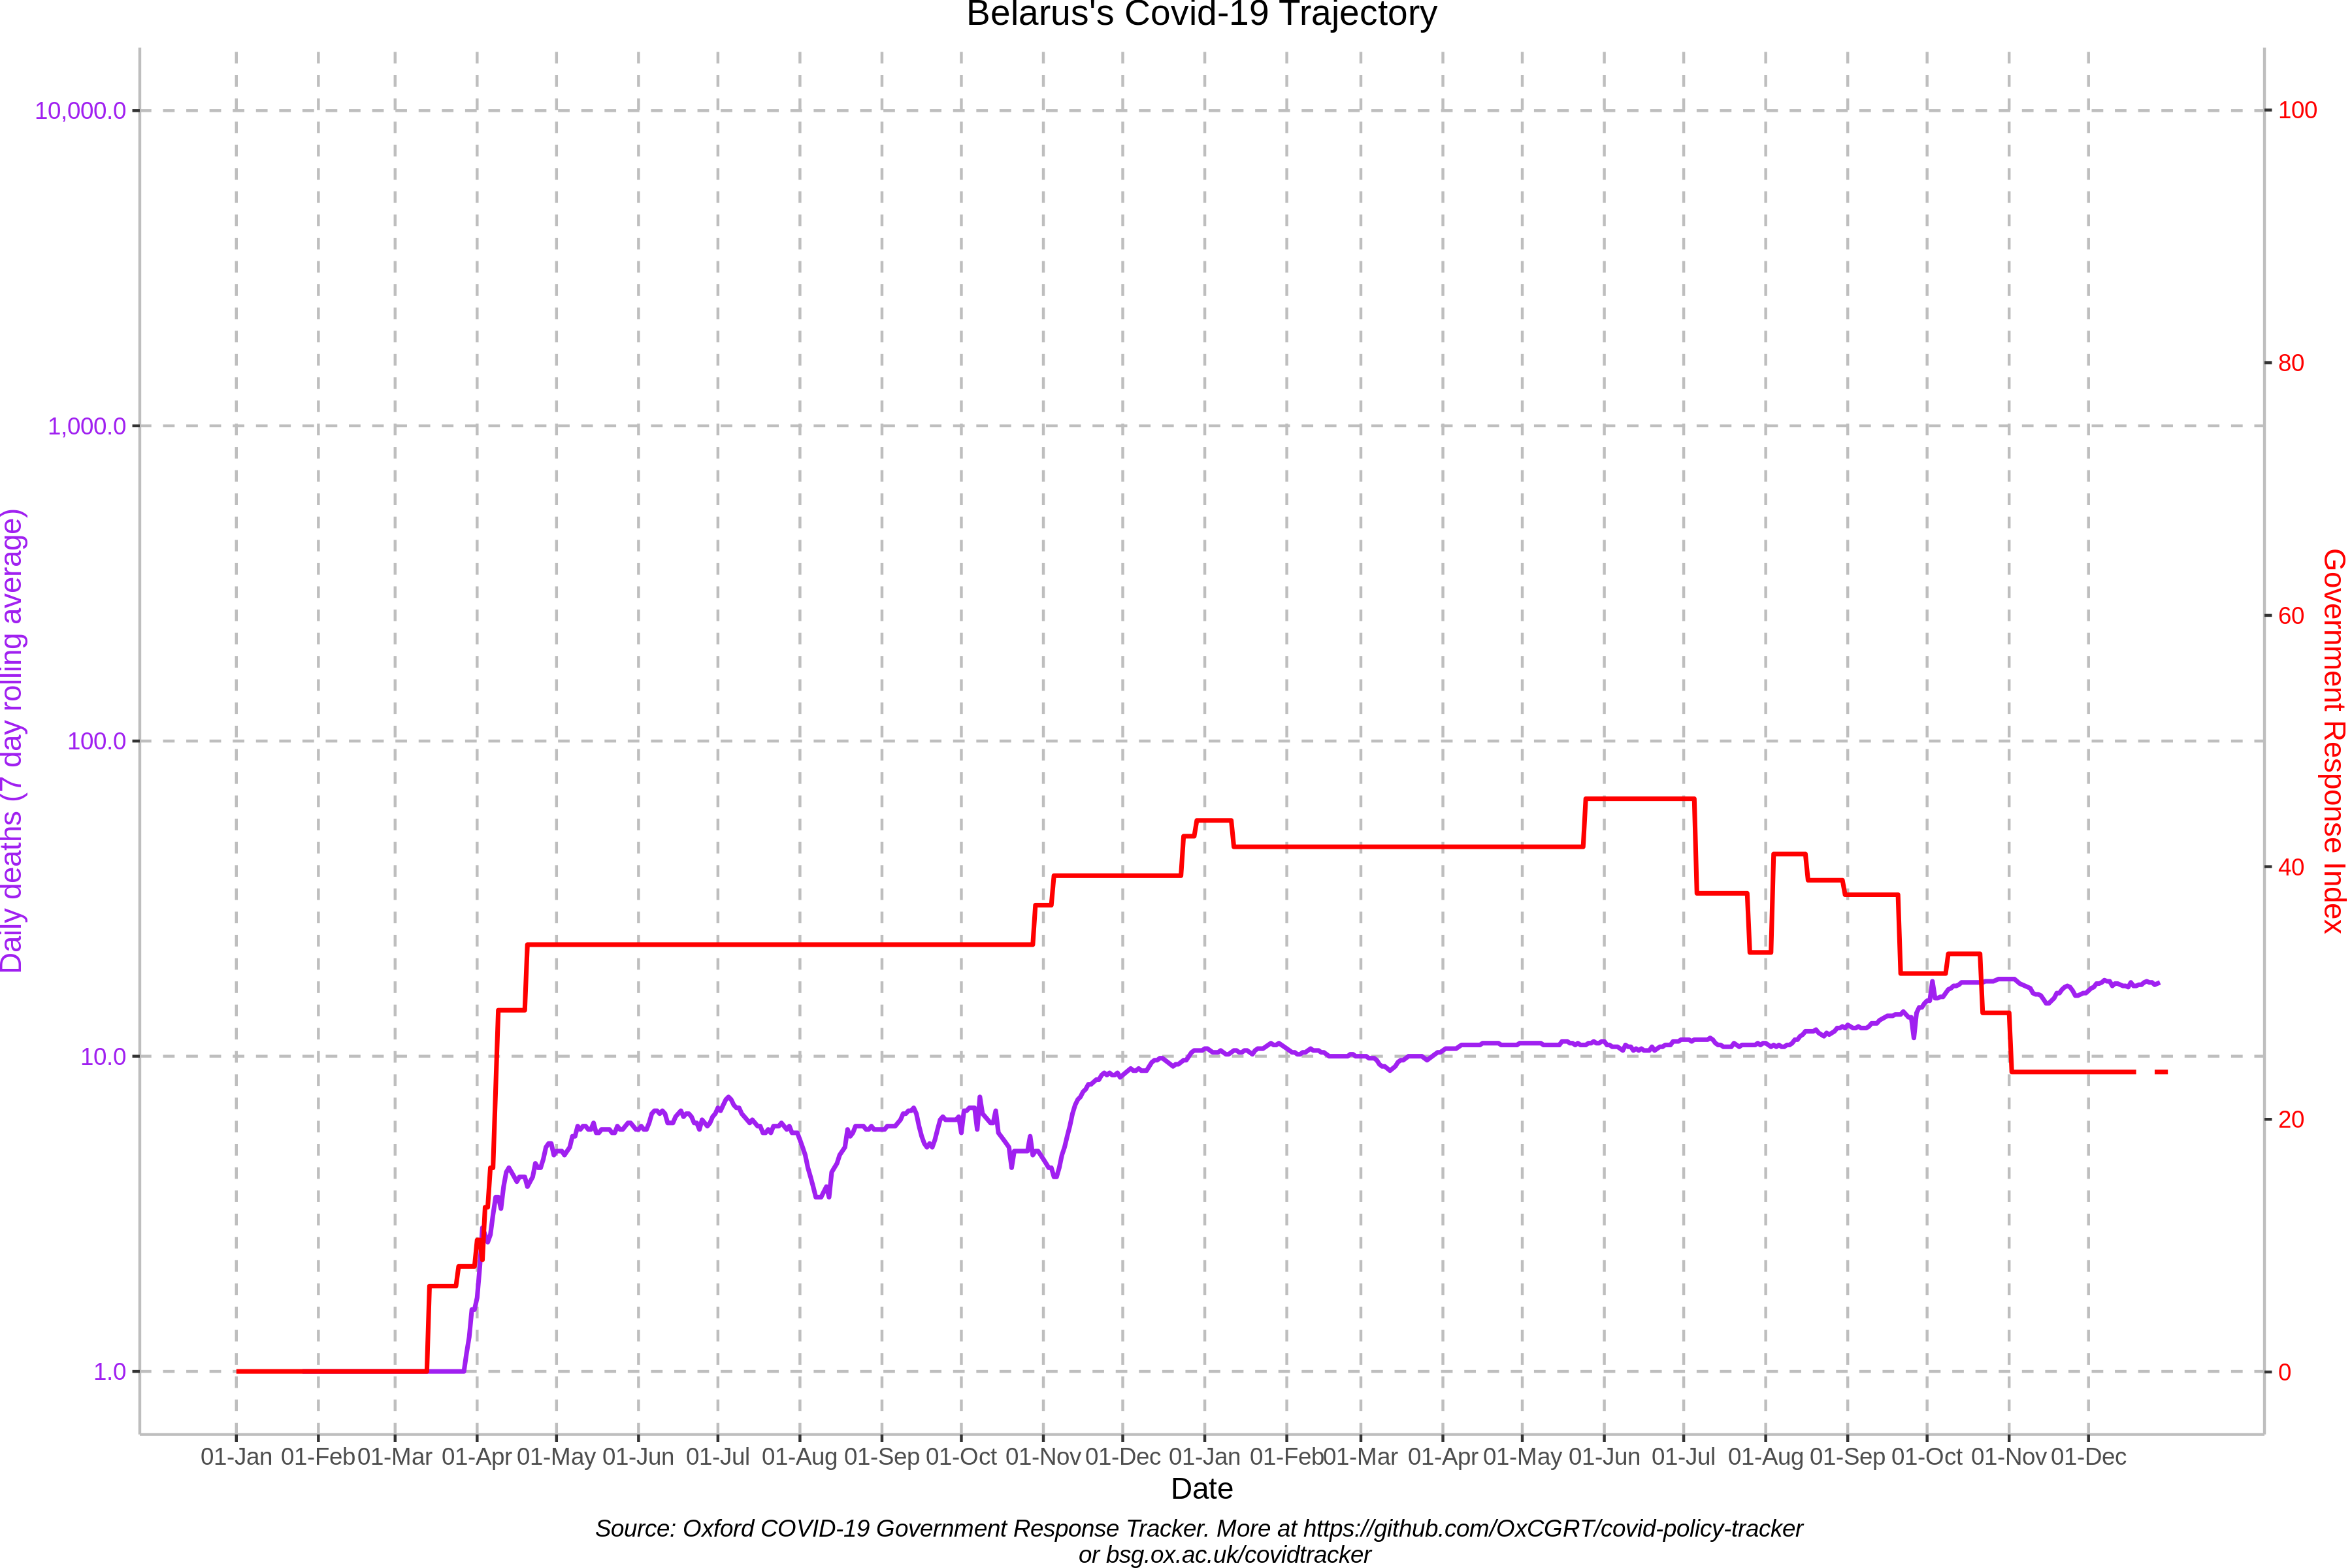 Belarus's Covid-19 Trajectory
10,000.0
1,000.0
100.0
10.0
1.0
Daily deaths (7 day rolling average)
100
80
60
40
20
0
Government Response Index
01-Jan 01-Feb 01-Mar 01-Apr 01-May 01-Jun 01-Jul 01-Aug 01-Sep 01-Oct 01-Nov 01-Dec 01-Jan 01-Feb 01-Mar 01-Apr 01-May 01-Jun 01-Jul 01-Aug 01-Sep 01-Oct 01-Nov 01-Dec
Date
Source: Oxford COVID-19 Government Response Tracker. More at https://github.com/OxCGRT/covid-policy-tracker
or bsg.ox.ac.uk/covidtracker